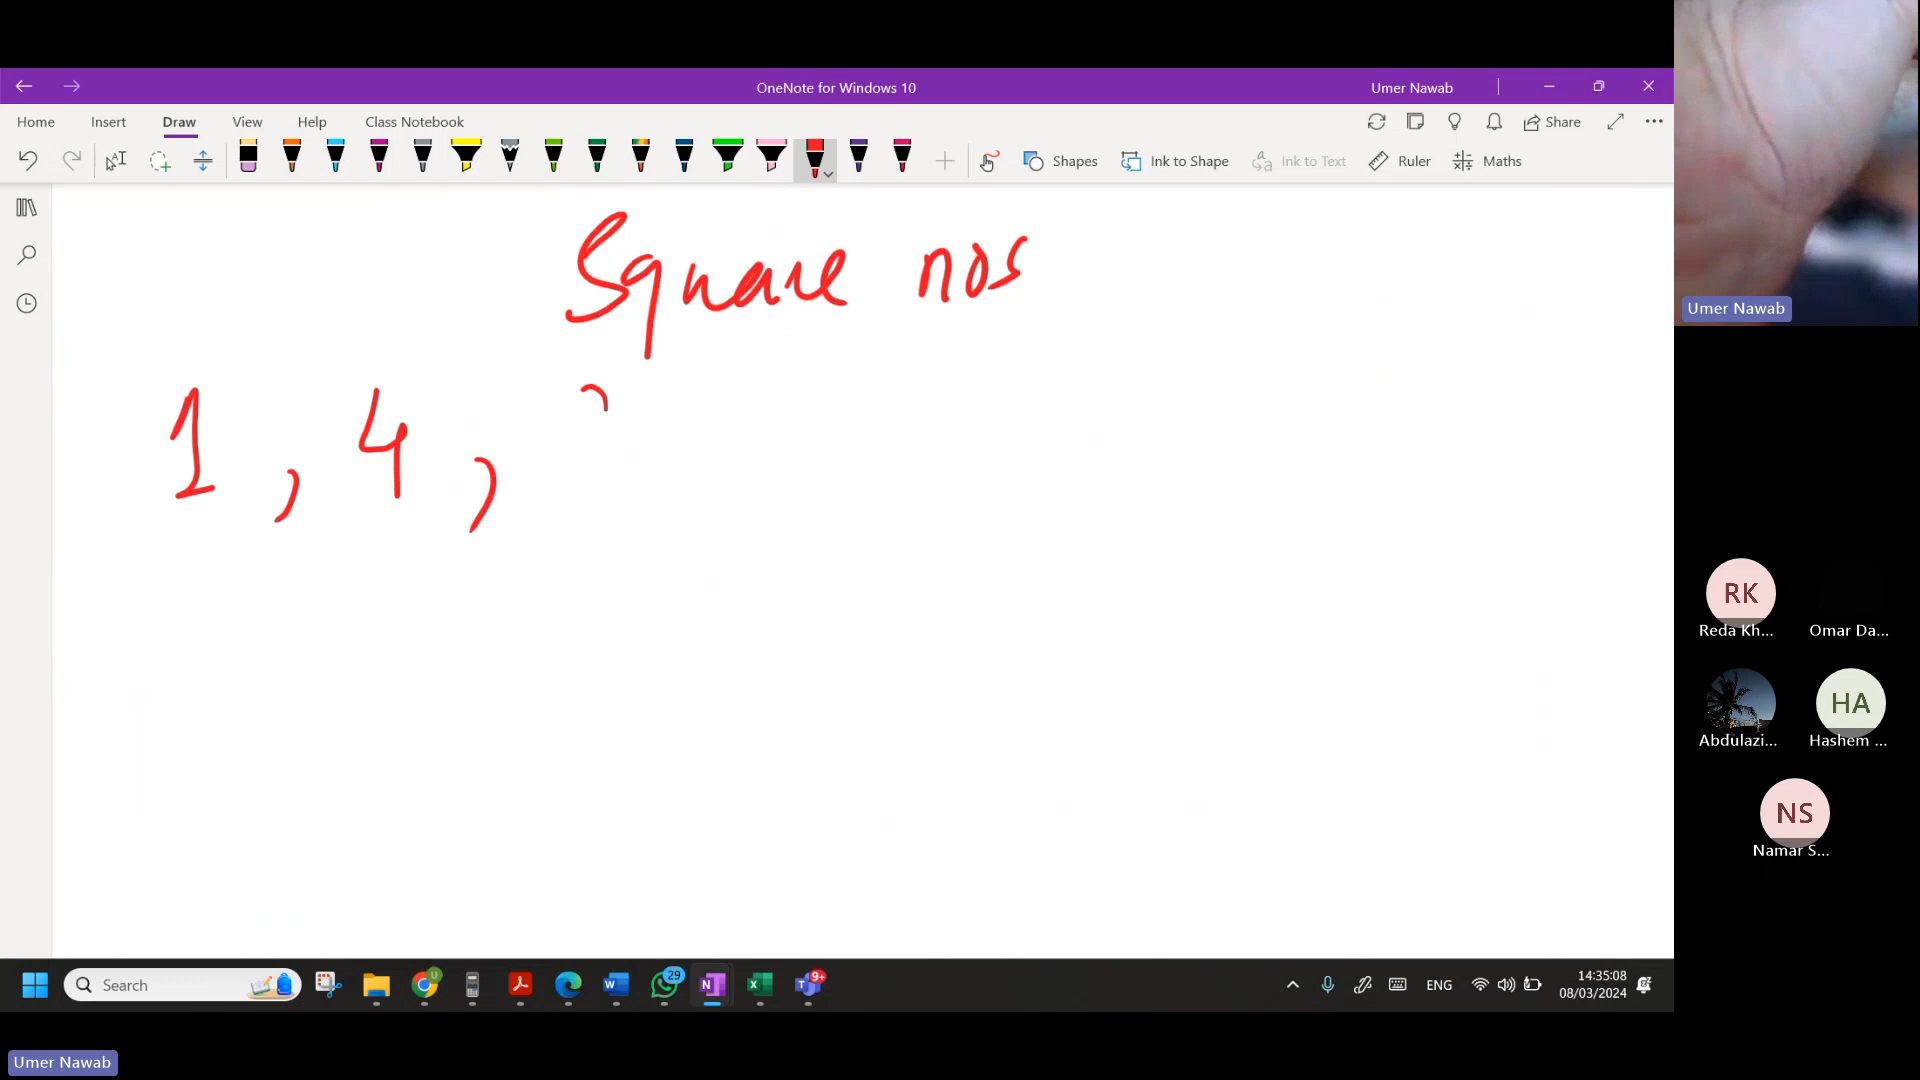 OneNote for Windows 10
Umer Nawab
Home Insert Draw View Help Class Notebook
Share
Shapes Ink to Shape Ink to Text Ruler Maths
Square nos
1 , 4 ,
Umer Nawab
RK
Reda Kh...
Omar Da...
Abdulazi...
HA
Hashem ...
NS
Namar S...
Search
U
29
9+
ENG
14:35:08
08/03/2024
Umer Nawab